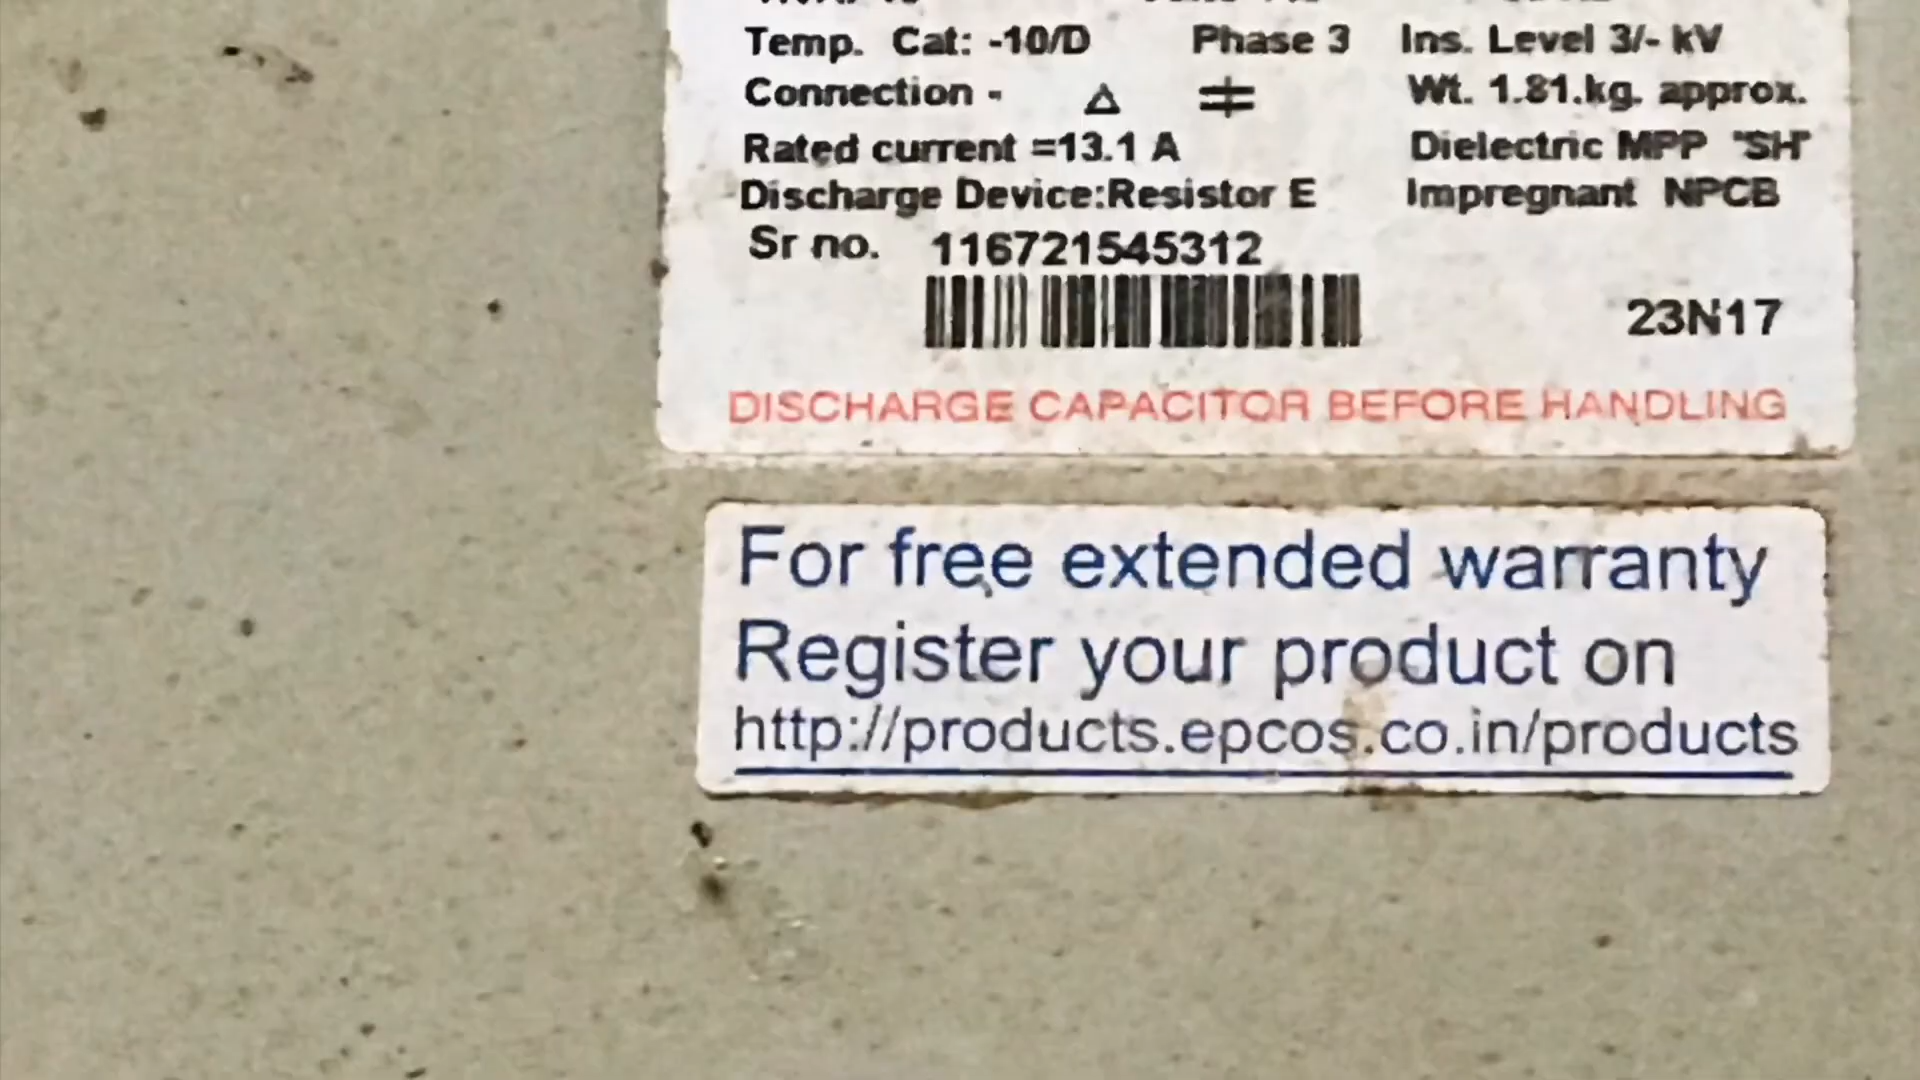 Temp. Cat: -10/D Phase 3 Ins. Level 3/- kV
Connection - △ Wt. 1.81.kg. approx.
Rated current =13.1 A Dielectric MPP "SH"
Discharge Device:Resistor E Impregnant NPCB
Sr no. 116721545312
23N17
DISCHARGE CAPACITOR BEFORE HANDLING
For free extended warranty
Register your product on
http://products.epcos.co.in/products